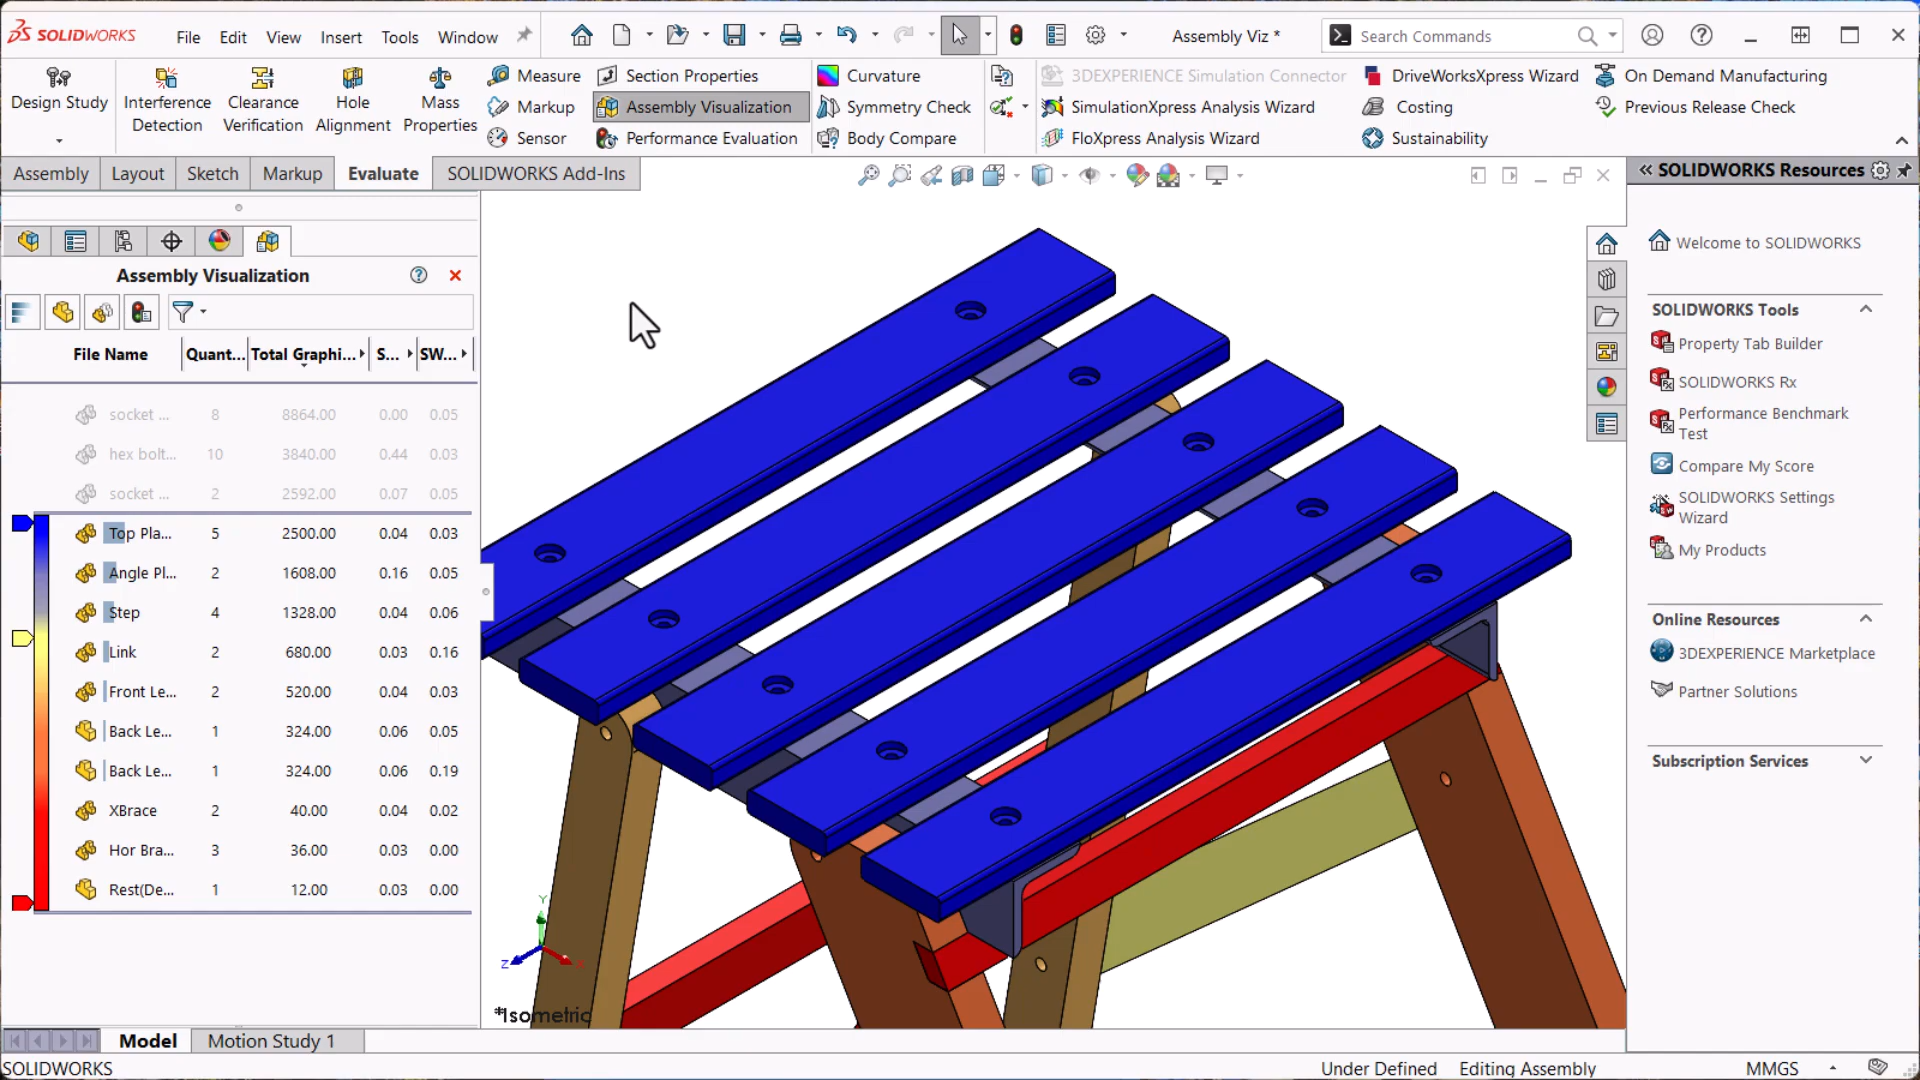 SOLIDWORKS File Edit View Insert Tools Window Assembly Viz * Search Commands
Design Study
Interference Detection
Clearance Verification
Hole Alignment
Mass Properties
Measure
Markup
Sensor
Section Properties
Assembly Visualization
Performance Evaluation
Curvature
Symmetry Check
Body Compare
3DEXPERIENCE Simulation Connector
SimulationXpress Analysis Wizard
FloXpress Analysis Wizard
DriveWorksXpress Wizard
Costing
Sustainability
On Demand Manufacturing
Previous Release Check
Assembly Layout Sketch Markup Evaluate SOLIDWORKS Add-Ins
Assembly Visualization
File Name Quant... Total Graphi... S... SW...
socket ... 8 8864.00 0.00 0.05
hex bolt... 10 3840.00 0.44 0.03
socket ... 2 2592.00 0.07 0.05
Top Pla... 5 2500.00 0.04 0.03
Angle Pl... 2 1608.00 0.16 0.05
Step 4 1328.00 0.04 0.06
Link 2 680.00 0.03 0.16
Front Le... 2 520.00 0.04 0.03
Back Le... 1 324.00 0.06 0.05
Back Le... 1 324.00 0.06 0.19
XBrace 2 40.00 0.04 0.02
Hor Bra... 3 36.00 0.03 0.00
Rest(De... 1 12.00 0.03 0.00
Y
Z
X
*Isometric
SOLIDWORKS Resources
Welcome to SOLIDWORKS
SOLIDWORKS Tools
Property Tab Builder
SOLIDWORKS Rx
Performance Benchmark
Test
Compare My Score
SOLIDWORKS Settings
Wizard
My Products
Online Resources
3DEXPERIENCE Marketplace
Partner Solutions
Subscription Services
Model Motion Study 1
SOLIDWORKS Under Defined Editing Assembly MMGS